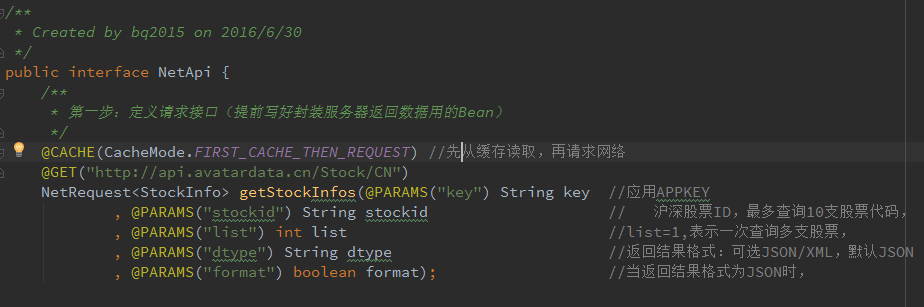 /**
 * Created by bq2015 on 2016/6/30
 */
public interface NetApi {
    /**
     * 第一步：定义请求接口（提前写好封装服务器返回数据用的Bean）
     */
    @CACHE(CacheMode.FIRST_CACHE_THEN_REQUEST) //先从缓存读取，再请求网络
    @GET("http://api.avatardata.cn/Stock/CN")
    NetRequest<StockInfo> getStockInfos(@PARAMS("key") String key  //应用APPKEY
            , @PARAMS("stockid") String stockid                    //   沪深股票ID，最多查询10支股票代码，
            , @PARAMS("list") int list                             //list=1,表示一次查询多支股票，
            , @PARAMS("dtype") String dtype                        //返回结果格式：可选JSON/XML，默认JSON
            , @PARAMS("format") boolean format);                   //当返回结果格式为JSON时，